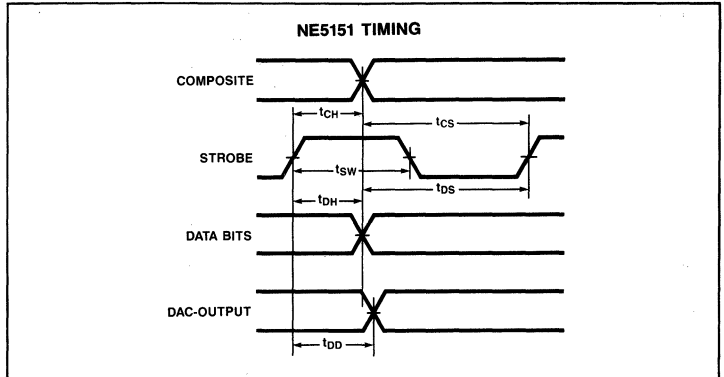 NE5151 TIMING
COMPOSITE
tCH
tCS
STROBE
tSW
tDS
tDH
DATA BITS
DAC-OUTPUT
tDD